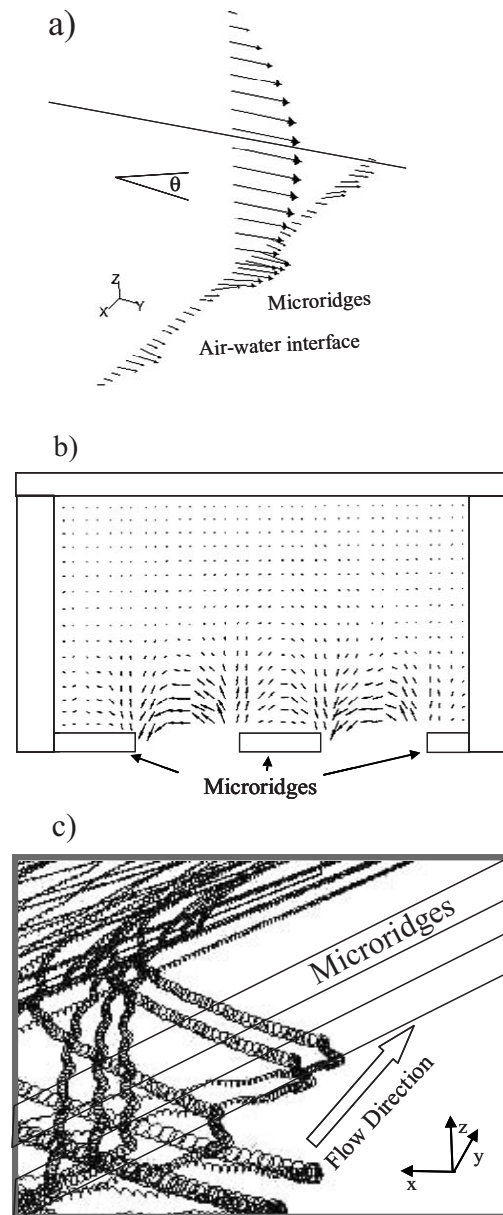 a)
θ
Z
X
Y
Microridges
Air-water interface
b)
Microridges
c)
Microridges
Flow Direction
z
y
x